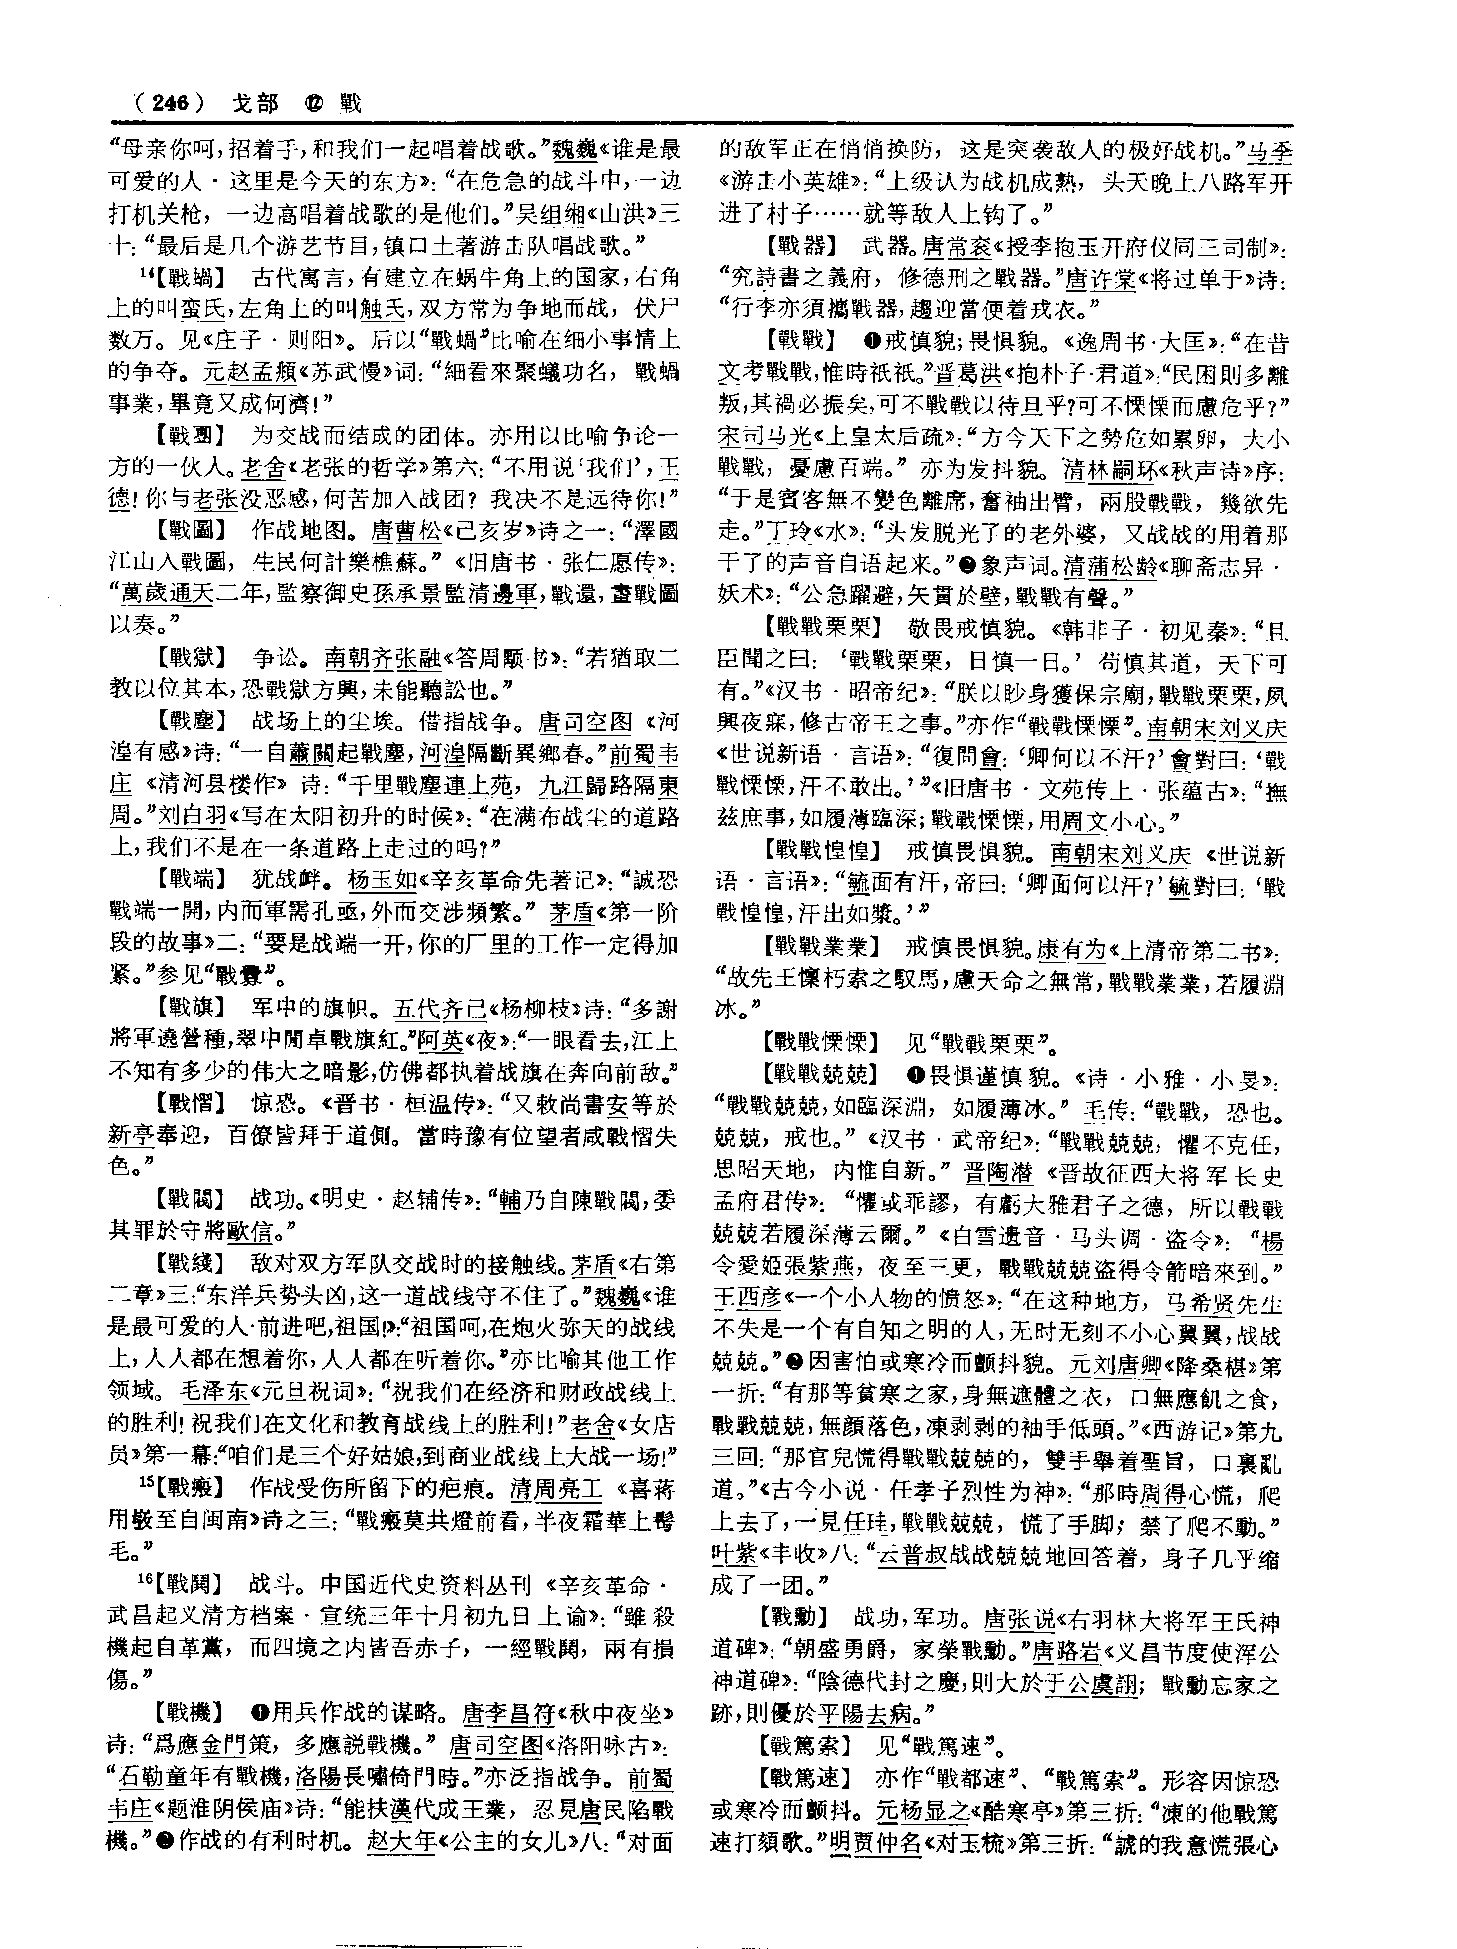 （246） 戈部 ⑫ 戰
“母亲你呵，招着手，和我们一起唱着战歌。”魏巍《谁是最
可爱的人·这里是今天的东方》：“在危急的战斗中，一边
打机关枪，一边高唱着战歌的是他们。”吴组缃《山洪》三
十：“最后是几个游艺节目，镇口土著游击队唱战歌。”
14【戰蝸】 古代寓言，有建立在蜗牛角上的国家，右角
上的叫蛮氏，左角上的叫触氏，双方常为争地而战，伏尸
数万。见《庄子·则阳》。后以“戰蝸”比喻在细小事情上
的争夺。元赵孟頫《苏武慢》词：“細看來聚蟻功名，戰蝸
事業，畢竟又成何濟！”
【戰團】 为交战而结成的团体。亦用以比喻争论一
方的一伙人。老舍《老张的哲学》第六：“不用说‘我们’，王
德！你与老张没恶感，何苦加入战团？我决不是远待你！”
【戰圖】 作战地图。唐曹松《己亥岁》诗之一：“澤國
江山入戰圖，生民何計樂樵蘇。”《旧唐书·张仁愿传》：
“萬歲通天二年，監察御史孫承景監清邊軍，戰還，畫戰圖
以奏。”
【戰獄】 争讼。南朝齐张融《答周颙书》：“若猶取二
教以位其本，恐戰獄方興，未能聽訟也。”
【戰塵】 战场上的尘埃。借指战争。唐司空图《河
湟有感》诗：“一自蕭關起戰塵，河湟隔斷異鄉春。”前蜀韦
庄《清河县楼作》诗：“千里戰塵連上苑，九江歸路隔東
周。”刘白羽《写在太阳初升的时候》：“在满布战尘的道路
上，我们不是在一条道路上走过的吗？”
【戰端】 犹战衅。杨玉如《辛亥革命先著记》：“誠恐
戰端一開，内而軍需孔亟，外而交涉頻繁。”茅盾《第一阶
段的故事》二：“要是战端一开，你的厂里的工作一定得加
紧。”参见“戰釁”。
【戰旗】 军中的旗帜。五代齐己《杨柳枝》诗：“多謝
將軍遶營種，翠中閒卓戰旗紅。”阿英《夜》：“一眼看去，江上
不知有多少的伟大之暗影，仿佛都执着战旗在奔向前敌。”
【戰慴】 惊恐。《晋书·桓温传》：“又敕尚書安等於
新亭奉迎，百僚皆拜于道側。當時豫有位望者咸戰慴失
色。”
【戰閥】 战功。《明史·赵辅传》：“輔乃自陳戰閥，委
其罪於守將歐信。”
【戰綫】 敌对双方军队交战时的接触线。茅盾《右第
二章》三：“东洋兵势头凶，这一道战线守不住了。”魏巍《谁
是最可爱的人·前进吧，祖国！》：“祖国呵，在炮火弥天的战线
上，人人都在想着你，人人都在听着你。”亦比喻其他工作
领域。毛泽东《元旦祝词》：“祝我们在经济和财政战线上
的胜利！祝我们在文化和教育战线上的胜利！”老舍《女店
员》第一幕：“咱们是三个好姑娘，到商业战线上大战一场！”
15【戰瘢】 作战受伤所留下的疤痕。清周亮工《喜蒋
用弢至自闽南》诗之三：“戰瘢莫共燈前看，半夜霜華上鬢
毛。”
16【戰鬨】 战斗。中国近代史资料丛刊《辛亥革命·
武昌起义清方档案·宣统三年十月初九日上谕》：“雖殺
機起自革黨，而四境之内皆吾赤子，一經戰鬨，兩有損
傷。”
【戰機】 ❶用兵作战的谋略。唐李昌符《秋中夜坐》
诗：“爲應金門策，多應説戰機。”唐司空图《洛阳咏古》：
“石勒童年有戰機，洛陽長嘯倚門時。”亦泛指战争。前蜀
韦庄《题淮阴侯庙》诗：“能扶漢代成王業，忍見唐民陷戰
機。”❷作战的有利时机。赵大年《公主的女儿》八：“对面
的敌军正在悄悄换防，这是突袭敌人的极好战机。”马季
《游击小英雄》：“上级认为战机成熟，头天晚上八路军开
进了村子……就等敌人上钩了。”
【戰器】 武器。唐常衮《授李抱玉开府仪同三司制》：
“究詩書之義府，修德刑之戰器。”唐许棠《将过单于》诗：
“行李亦須攜戰器，趨迎當便着戎衣。”
【戰戰】 ❶戒慎貌；畏惧貌。《逸周书·大匡》：“在昔
文考戰戰，惟時祇祇。”晋葛洪《抱朴子·君道》：“民困則多離
叛，其禍必振矣，可不戰戰以待旦乎？可不慄慄而慮危乎？”
宋司马光《上皇太后疏》：“方今天下之勢危如累卵，大小
戰戰，憂慮百端。”亦为发抖貌。清林嗣环《秋声诗》序：
“于是賓客無不變色離席，奮袖出臂，兩股戰戰，幾欲先
走。”丁玲《水》：“头发脱光了的老外婆，又战战的用着那
干了的声音自语起来。”❷象声词。清蒲松龄《聊斋志异·
妖术》：“公急躍避，矢貫於壁，戰戰有聲。”
【戰戰栗栗】 敬畏戒慎貌。《韩非子·初见秦》：“且
臣聞之曰：‘戰戰栗栗，日慎一日。’苟慎其道，天下可
有。”《汉书·昭帝纪》：“朕以眇身獲保宗廟，戰戰栗栗，夙
興夜寐，修古帝王之事。”亦作“戰戰慄慄”。南朝宋刘义庆
《世说新语·言语》：“復問會：‘卿何以不汗？’會對曰：‘戰
戰慄慄，汗不敢出。’”《旧唐书·文苑传上·张蕴古》：“撫
兹庶事，如履薄臨深；戰戰慄慄，用周文小心。”
【戰戰惶惶】 戒慎畏惧貌。南朝宋刘义庆《世说新
语·言语》：“毓面有汗，帝曰：‘卿面何以汗？’毓對曰：‘戰
戰惶惶，汗出如漿。’”
【戰戰業業】 戒慎畏惧貌。康有为《上清帝第二书》：
“故先王懍朽索之馭馬，慮天命之無常，戰戰業業，若履淵
冰。”
【戰戰慄慄】 见“戰戰栗栗”。
【戰戰兢兢】 ❶畏惧谨慎貌。《诗·小雅·小旻》：
“戰戰兢兢，如臨深淵，如履薄冰。”毛传：“戰戰，恐也。
兢兢，戒也。”《汉书·武帝纪》：“戰戰兢兢，懼不克任，
思昭天地，内惟自新。”晋陶潜《晋故征西大将军长史
孟府君传》：“懼或乖謬，有虧大雅君子之德，所以戰戰
兢兢若履深薄云爾。”《白雪遗音·马头调·盗令》：“楊
令愛姬張紫燕，夜至三更，戰戰兢兢盜得令箭暗來到。”
王西彦《一个小人物的愤怒》：“在这种地方，马希贤先生
不失是一个有自知之明的人，无时无刻不小心翼翼，战战
兢兢。”❷因害怕或寒冷而颤抖貌。元刘唐卿《降桑椹》第
一折：“有那等貧寒之家，身無遮體之衣，口無應飢之食，
戰戰兢兢，無顏落色，凍剥剥的袖手低頭。”《西游记》第九
三回：“那官兒慌得戰戰兢兢的，雙手舉着聖旨，口裏亂
道。”《古今小说·任孝子烈性为神》：“那時周得心慌，爬
上去了，一見任珪，戰戰兢兢，慌了手脚；禁了爬不動。”
叶紫《丰收》八：“云普叔战战兢兢地回答着，身子几乎缩
成了一团。”
【戰勳】 战功，军功。唐张说《右羽林大将军王氏神
道碑》：“朝盛勇爵，家榮戰勳。”唐路岩《义昌节度使浑公
神道碑》：“陰德代封之慶，則大於于公虞詡；戰勳忘家之
跡，則優於平陽去病。”
【戰篤索】 见“戰篤速”。
【戰篤速】 亦作“戰都速”、“戰篤索”。形容因惊恐
或寒冷而颤抖。元杨显之《酷寒亭》第三折：“凍的他戰篤
速打頦歌。”明贾仲名《对玉梳》第三折：“諕的我意慌張心